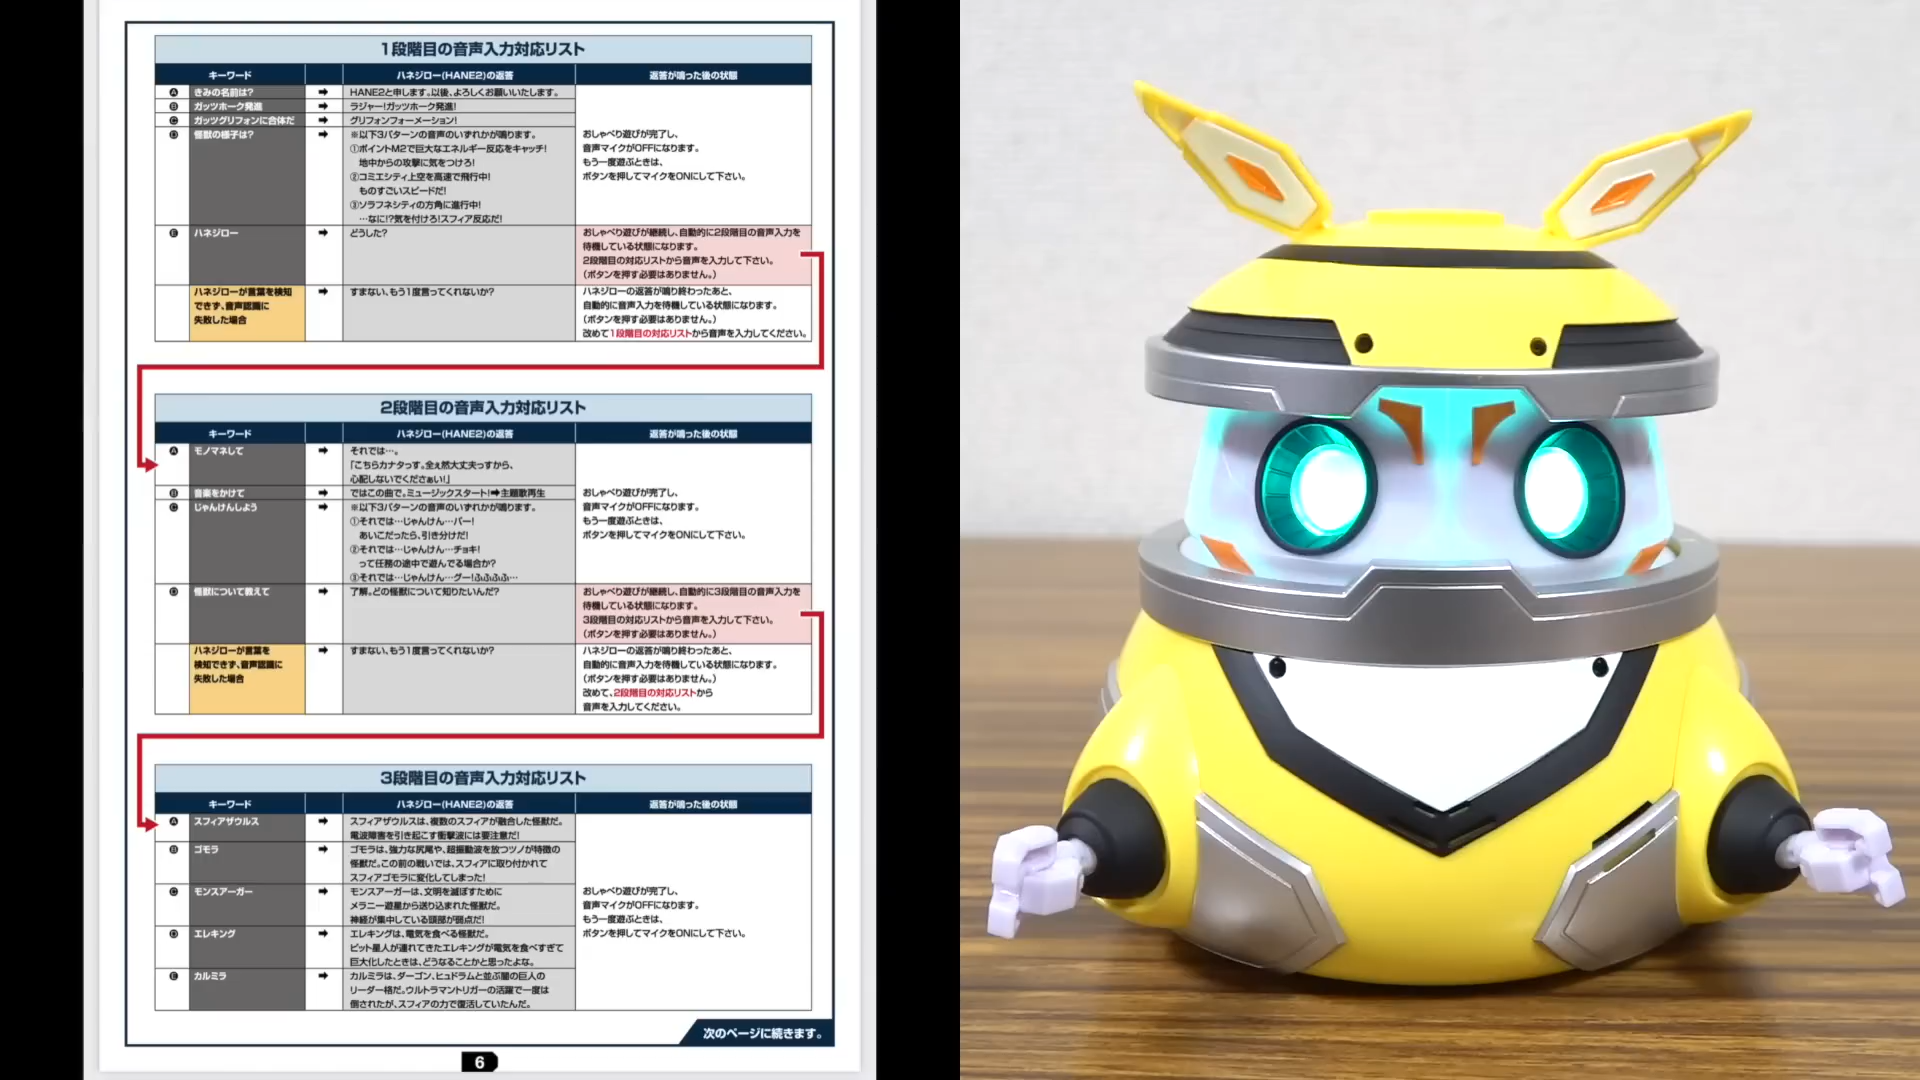 1段階目の音声入力対応リスト
キーワード ハネジロー(HANE2)の返答 返答が鳴った後の状態
A きみの名前は? ➡ HANE2と申します。以後、よろしくお願いいたします。
B ガッツホーク発進 ➡ ラジャー!ガッツホーク発進!
C ガッツグリフォンに合体だ ➡ グリフォンフォーメーション!
D 怪獣の様子は? ➡ ※以下3パターンの音声のいずれかが鳴ります。
①ポイントM2で巨大なエネルギー反応をキャッチ!
地中からの攻撃に気をつけろ!
②コミエシティ上空を高速で飛行中!
ものすごいスピードだ!
③ソラフネシティの方角に進行中!
…なに!?気を付けろ!スフィア反応だ!
おしゃべり遊びが完了し、
音声マイクがOFFになります。
もう一度遊ぶときは、
ボタンを押してマイクをONにして下さい。
E ハネジロー ➡ どうした?
おしゃべり遊びが継続し、自動的に2段階目の音声入力を
待機している状態になります。
2段階目の対応リストから音声を入力して下さい。
(ボタンを押す必要はありません。)
ハネジローが言葉を検知
できず、音声認識に
失敗した場合
➡ すまない、もう1度言ってくれないか?
ハネジローの返答が鳴り終わったあと、
自動的に音声入力を待機している状態になります。
(ボタンを押す必要はありません。)
改めて1段階目の対応リストから音声を入力してください。
2段階目の音声入力対応リスト
キーワード ハネジロー(HANE2)の返答 返答が鳴った後の状態
A モノマネして ➡ それでは…。
「こちらカナタっす。全ぇ然大丈夫っすから、
心配しないでくださぁい!」
B 音楽をかけて ➡ ではこの曲で。ミュージックスタート!➡主題歌再生
C じゃんけんしよう ➡ ※以下3パターンの音声のいずれかが鳴ります。
①それでは…じゃんけん…パー!
あいこだったら、引き分けだ!
②それでは…じゃんけん…チョキ!
って任務の途中で遊んでる場合か?
③それでは…じゃんけん…グー!ふふふふ…
おしゃべり遊びが完了し、
音声マイクがOFFになります。
もう一度遊ぶときは、
ボタンを押してマイクをONにして下さい。
D 怪獣について教えて ➡ 了解。どの怪獣について知りたいんだ?
おしゃべり遊びが継続し、自動的に3段階目の音声入力を
待機している状態になります。
3段階目の対応リストから音声を入力して下さい。
(ボタンを押す必要はありません。)
ハネジローが言葉を
検知できず、音声認識に
失敗した場合
➡ すまない、もう1度言ってくれないか?
ハネジローの返答が鳴り終わったあと、
自動的に音声入力を待機している状態になります。
(ボタンを押す必要はありません。)
改めて、2段階目の対応リストから
音声を入力してください。
3段階目の音声入力対応リスト
キーワード ハネジロー(HANE2)の返答 返答が鳴った後の状態
A スフィアザウルス ➡ スフィアザウルスは、複数のスフィアが融合した怪獣だ。
電波障害を引き起こす衝撃波には要注意だ!
B ゴモラ ➡ ゴモラは、強力な尻尾や、超振動波を放つツノが特徴の
怪獣だ。この前の戦いでは、スフィアに取り付かれて
スフィアゴモラに変化してしまった!
C モンスアーガー ➡ モンスアーガーは、文明を滅ぼすために
メラニー遊星から送り込まれた怪獣だ。
神経が集中している頭部が弱点だ!
D エレキング ➡ エレキングは、電気を食べる怪獣だ。
ピット星人が連れてきたエレキングが電気を食べすぎて
巨大化したときは、どうなることかと思ったよな。
E カルミラ ➡ カルミラは、ダーゴン、ヒュドラムと並ぶ闇の巨人の
リーダー格だ。ウルトラマントリガーの活躍で一度は
倒されたが、スフィアの力で復活していたんだ。
おしゃべり遊びが完了し、
音声マイクがOFFになります。
もう一度遊ぶときは、
ボタンを押してマイクをONにして下さい。
次のページに続きます。
6